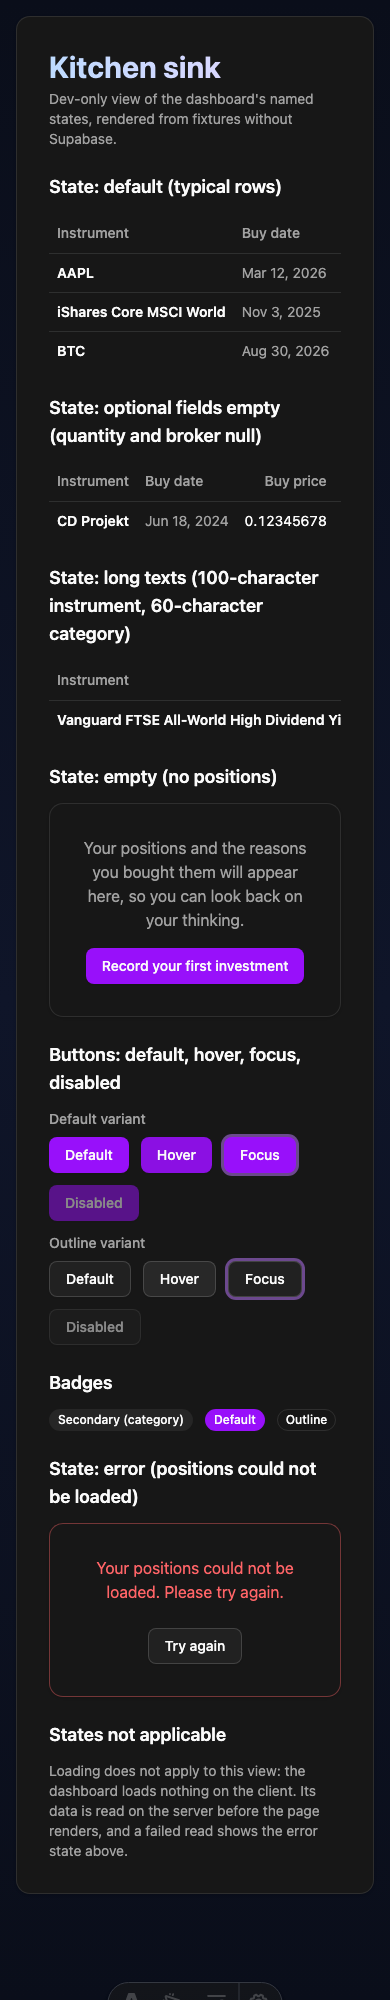 Kitchen sink
Dev-only view of the dashboard's named
states, rendered from fixtures without
Supabase.
State: default (typical rows)
Instrument Buy date
AAPL Mar 12, 2026
iShares Core MSCI World Nov 3, 2025
BTC Aug 30, 2026
State: optional fields empty
(quantity and broker null)
Instrument Buy date Buy price
CD Projekt Jun 18, 2024 0.12345678
State: long texts (100-character
instrument, 60-character
category)
Instrument
Vanguard FTSE All-World High Dividend Yi
State: empty (no positions)
Your positions and the reasons
you bought them will appear
here, so you can look back on
your thinking.
Record your first investment
Buttons: default, hover, focus,
disabled
Default variant
Default Hover Focus
Disabled
Outline variant
Default Hover Focus
Disabled
Badges
Secondary (category) Default Outline
State: error (positions could not
be loaded)
Your positions could not be
loaded. Please try again.
Try again
States not applicable
Loading does not apply to this view: the
dashboard loads nothing on the client. Its
data is read on the server before the page
renders, and a failed read shows the error
state above.